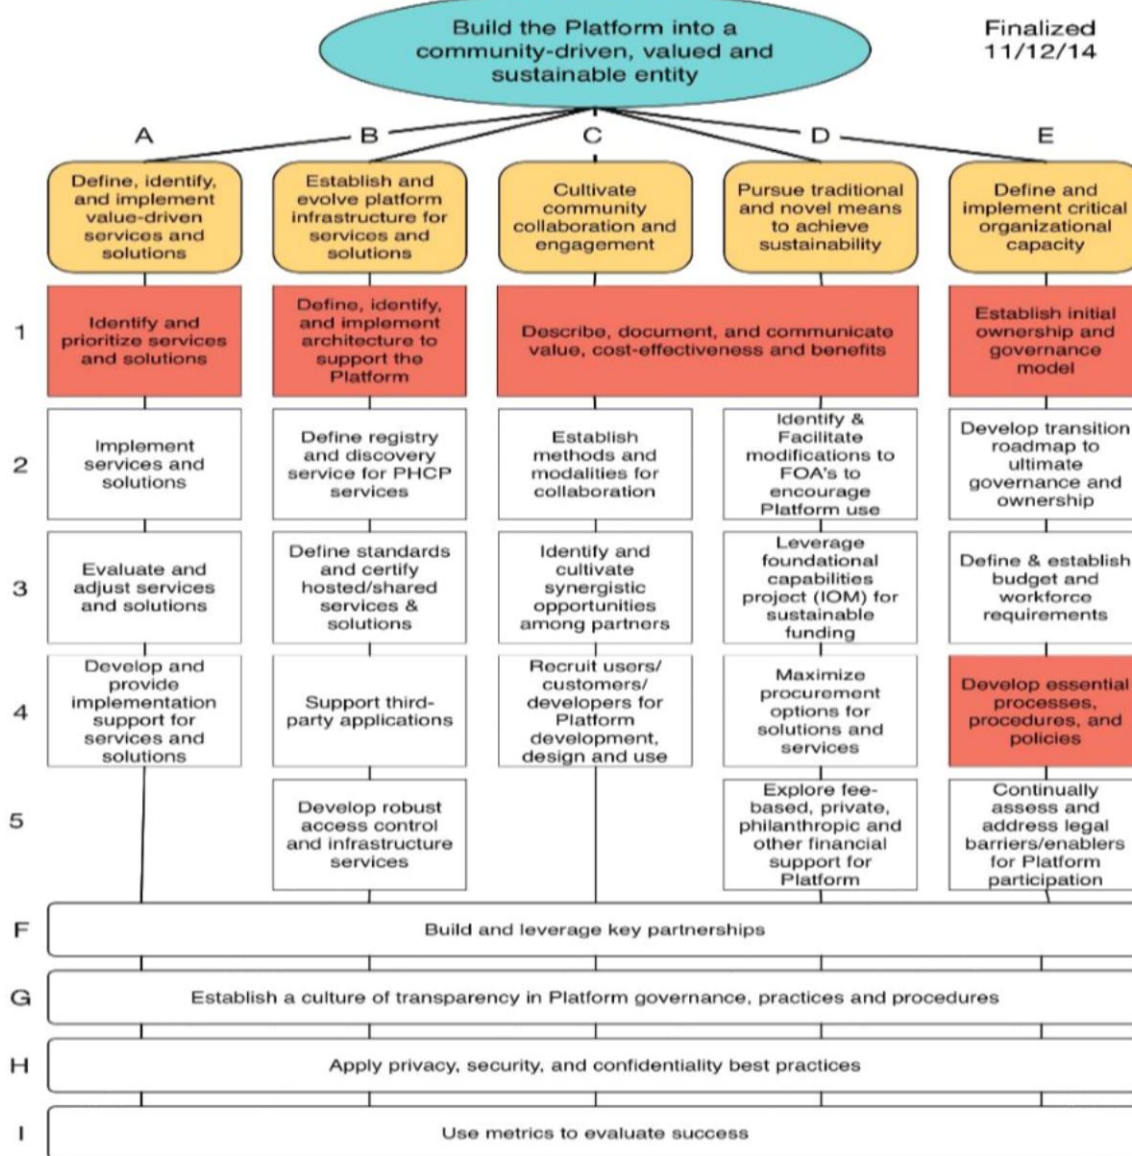 Build the Platform into a
community-driven, valued and
sustainable entity
Finalized
11/12/14
A
B
C
D
E
Define, identify,
and implement
value-driven
services and
solutions
Establish and
evolve platform
infrastructure for
services and
solutions
Cultivate
community
collaboration and
engagement
Pursue traditional
and novel means
to achieve
sustainability
Define and
implement critical
organizational
capacity
1
Identify and
prioritize services
and solutions
Define, identify,
and implement
architecture to
support the
Platform
Describe, document, and communicate
value, cost-effectiveness and benefits
Establish initial
ownership and
governance
model
2
Implement
services and
solutions
Define registry
and discovery
service for PHCP
services
Establish
methods and
modalities for
collaboration
Identify &
Facilitate
modifications to
FOA's to
encourage
Platform use
Develop transition
roadmap to
ultimate
governance and
ownership
3
Evaluate and
adjust services
and solutions
Define standards
and certify
hosted/shared
services &
solutions
Identify and
cultivate
synergistic
opportunities
among partners
Leverage
foundational
capabilities
project (IOM) for
sustainable
funding
Define & establish
budget and
workforce
requirements
4
Develop and
provide
implementation
support for
services and
solutions
Support third-
party applications
Recruit users/
customers/
developers for
Platform
development,
design and use
Maximize
procurement
options for
solutions and
services
Develop essential
processes,
procedures, and
policies
5
Develop robust
access control
and infrastructure
services
Explore fee-
based, private,
philanthropic and
other financial
support for
Platform
Continually
assess and
address legal
barriers/enablers
for Platform
participation
F
Build and leverage key partnerships
G
Establish a culture of transparency in Platform governance, practices and procedures
H
Apply privacy, security, and confidentiality best practices
I
Use metrics to evaluate success